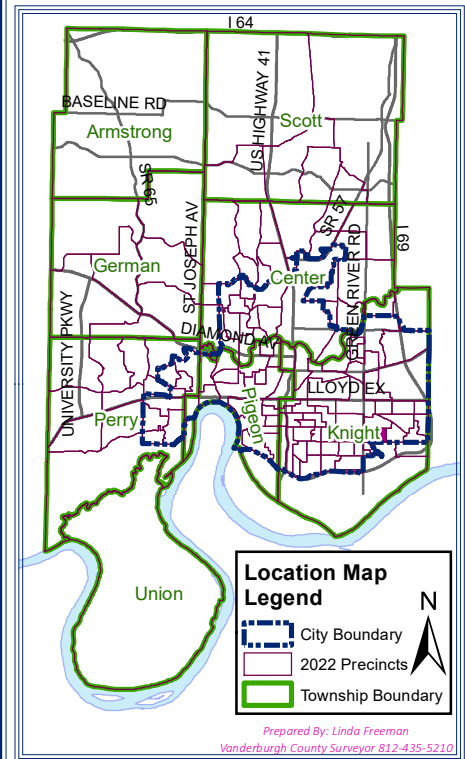 I 64
BASELINE RD
Armstrong
US HIGHWAY 41
Scott
SR 65
SR 57
I 69
German
ST JOSEPH AV
Center
GREEN RIVER RD
UNIVERSITY PKWY
DIAMOND AV
LLOYD EX
Perry
Pigeon
Knight
Union
Location Map
Legend
N
City Boundary
2022 Precincts
Township Boundary
Prepared By: Linda Freeman
Vanderburgh County Surveyor 812-435-5210